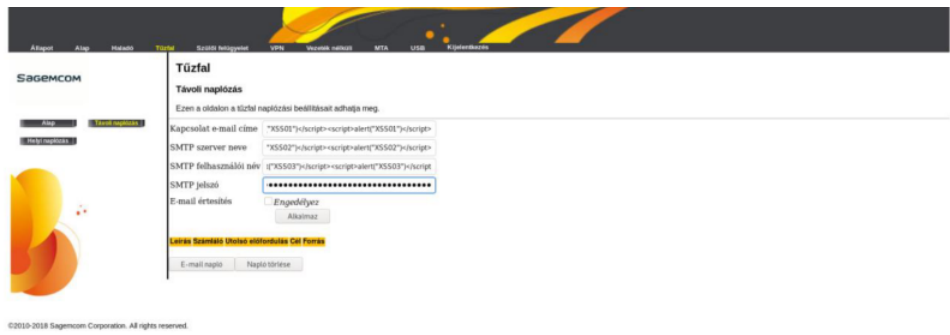 Állapot Alap Haladó Tűzfal Szülői felügyelet VPN Vezeték nélküli MTA USB Kijelentkezés
SAGEMCOM
Tűzfal
Távoli naplózás
Ezen a oldalon a tűzfal naplózási beállításait adhatja meg.
Alap Távoli naplózás
Helyi naplózás
Kapcsolat e-mail címe "XSS01")</script><script>alert("XSS01")</script>
SMTP szerver neve "XSS02")</script><script>alert("XSS02")</script>
SMTP felhasználói név ("XSS03")</script><script>alert("XSS03")</script
SMTP jelszó
E-mail értesítés Engedélyez
Alkalmaz
Leírás Számláló Utolsó előfordulás Cél Forrás
E-mail napló Napló törlése
©2010-2018 Sagemcom Corporation. All rights reserved.